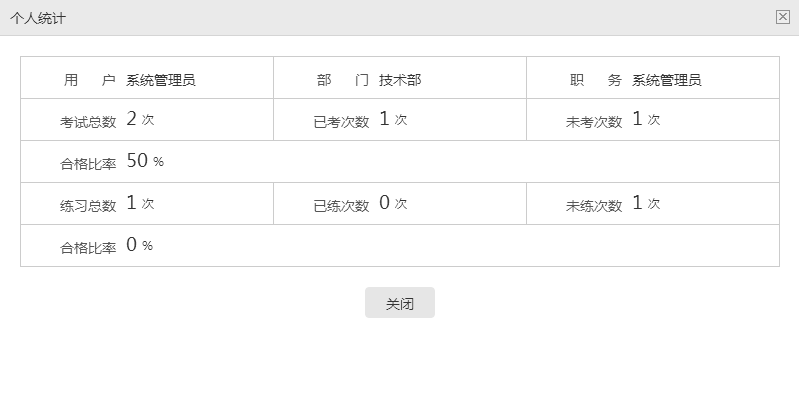 个人统计
用 户 系统管理员 部 门 技术部 职 务 系统管理员
考试总数 2 次 已考次数 1 次 未考次数 1 次
合格比率 50 %
练习总数 1 次 已练次数 0 次 未练次数 1 次
合格比率 0 %
关闭